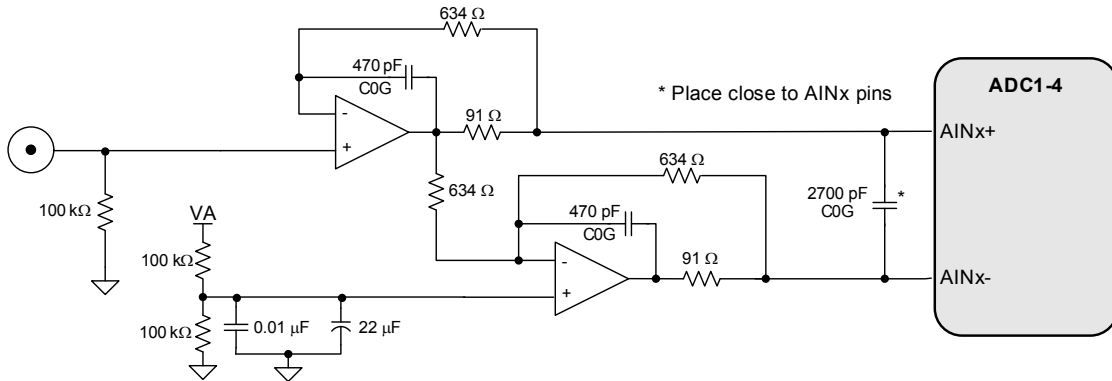 634 Ω
470 pF
C0G
* Place close to AINx pins
ADC1-4
-
+
91 Ω
AINx+
634 Ω
634 Ω
100 kΩ
VA
470 pF
C0G
2700 pF
C0G
*
100 kΩ
-
+
91 Ω
AINx-
100 kΩ
0.01 µF
22 µF